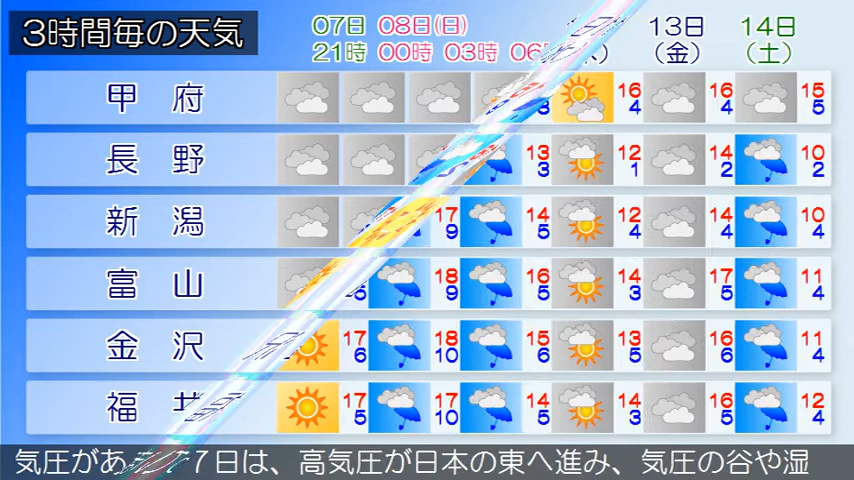 3時間毎の天気
07日 08日(日) 13日 14日
21時 00時 03時 (金) (土)
甲府 16 4 16 4 15 5
長野 13 3 12 1 14 2 10 2
新潟 17 9 14 5 12 4 14 4 10 4
富山 18 9 16 5 14 3 17 5 11 4
金沢 17 6 18 10 15 6 13 5 16 6 11 4
福井 17 5 17 10 14 5 14 3 16 5 12 4
気圧があ 7日は、高気圧が日本の東へ進み、気圧の谷や湿